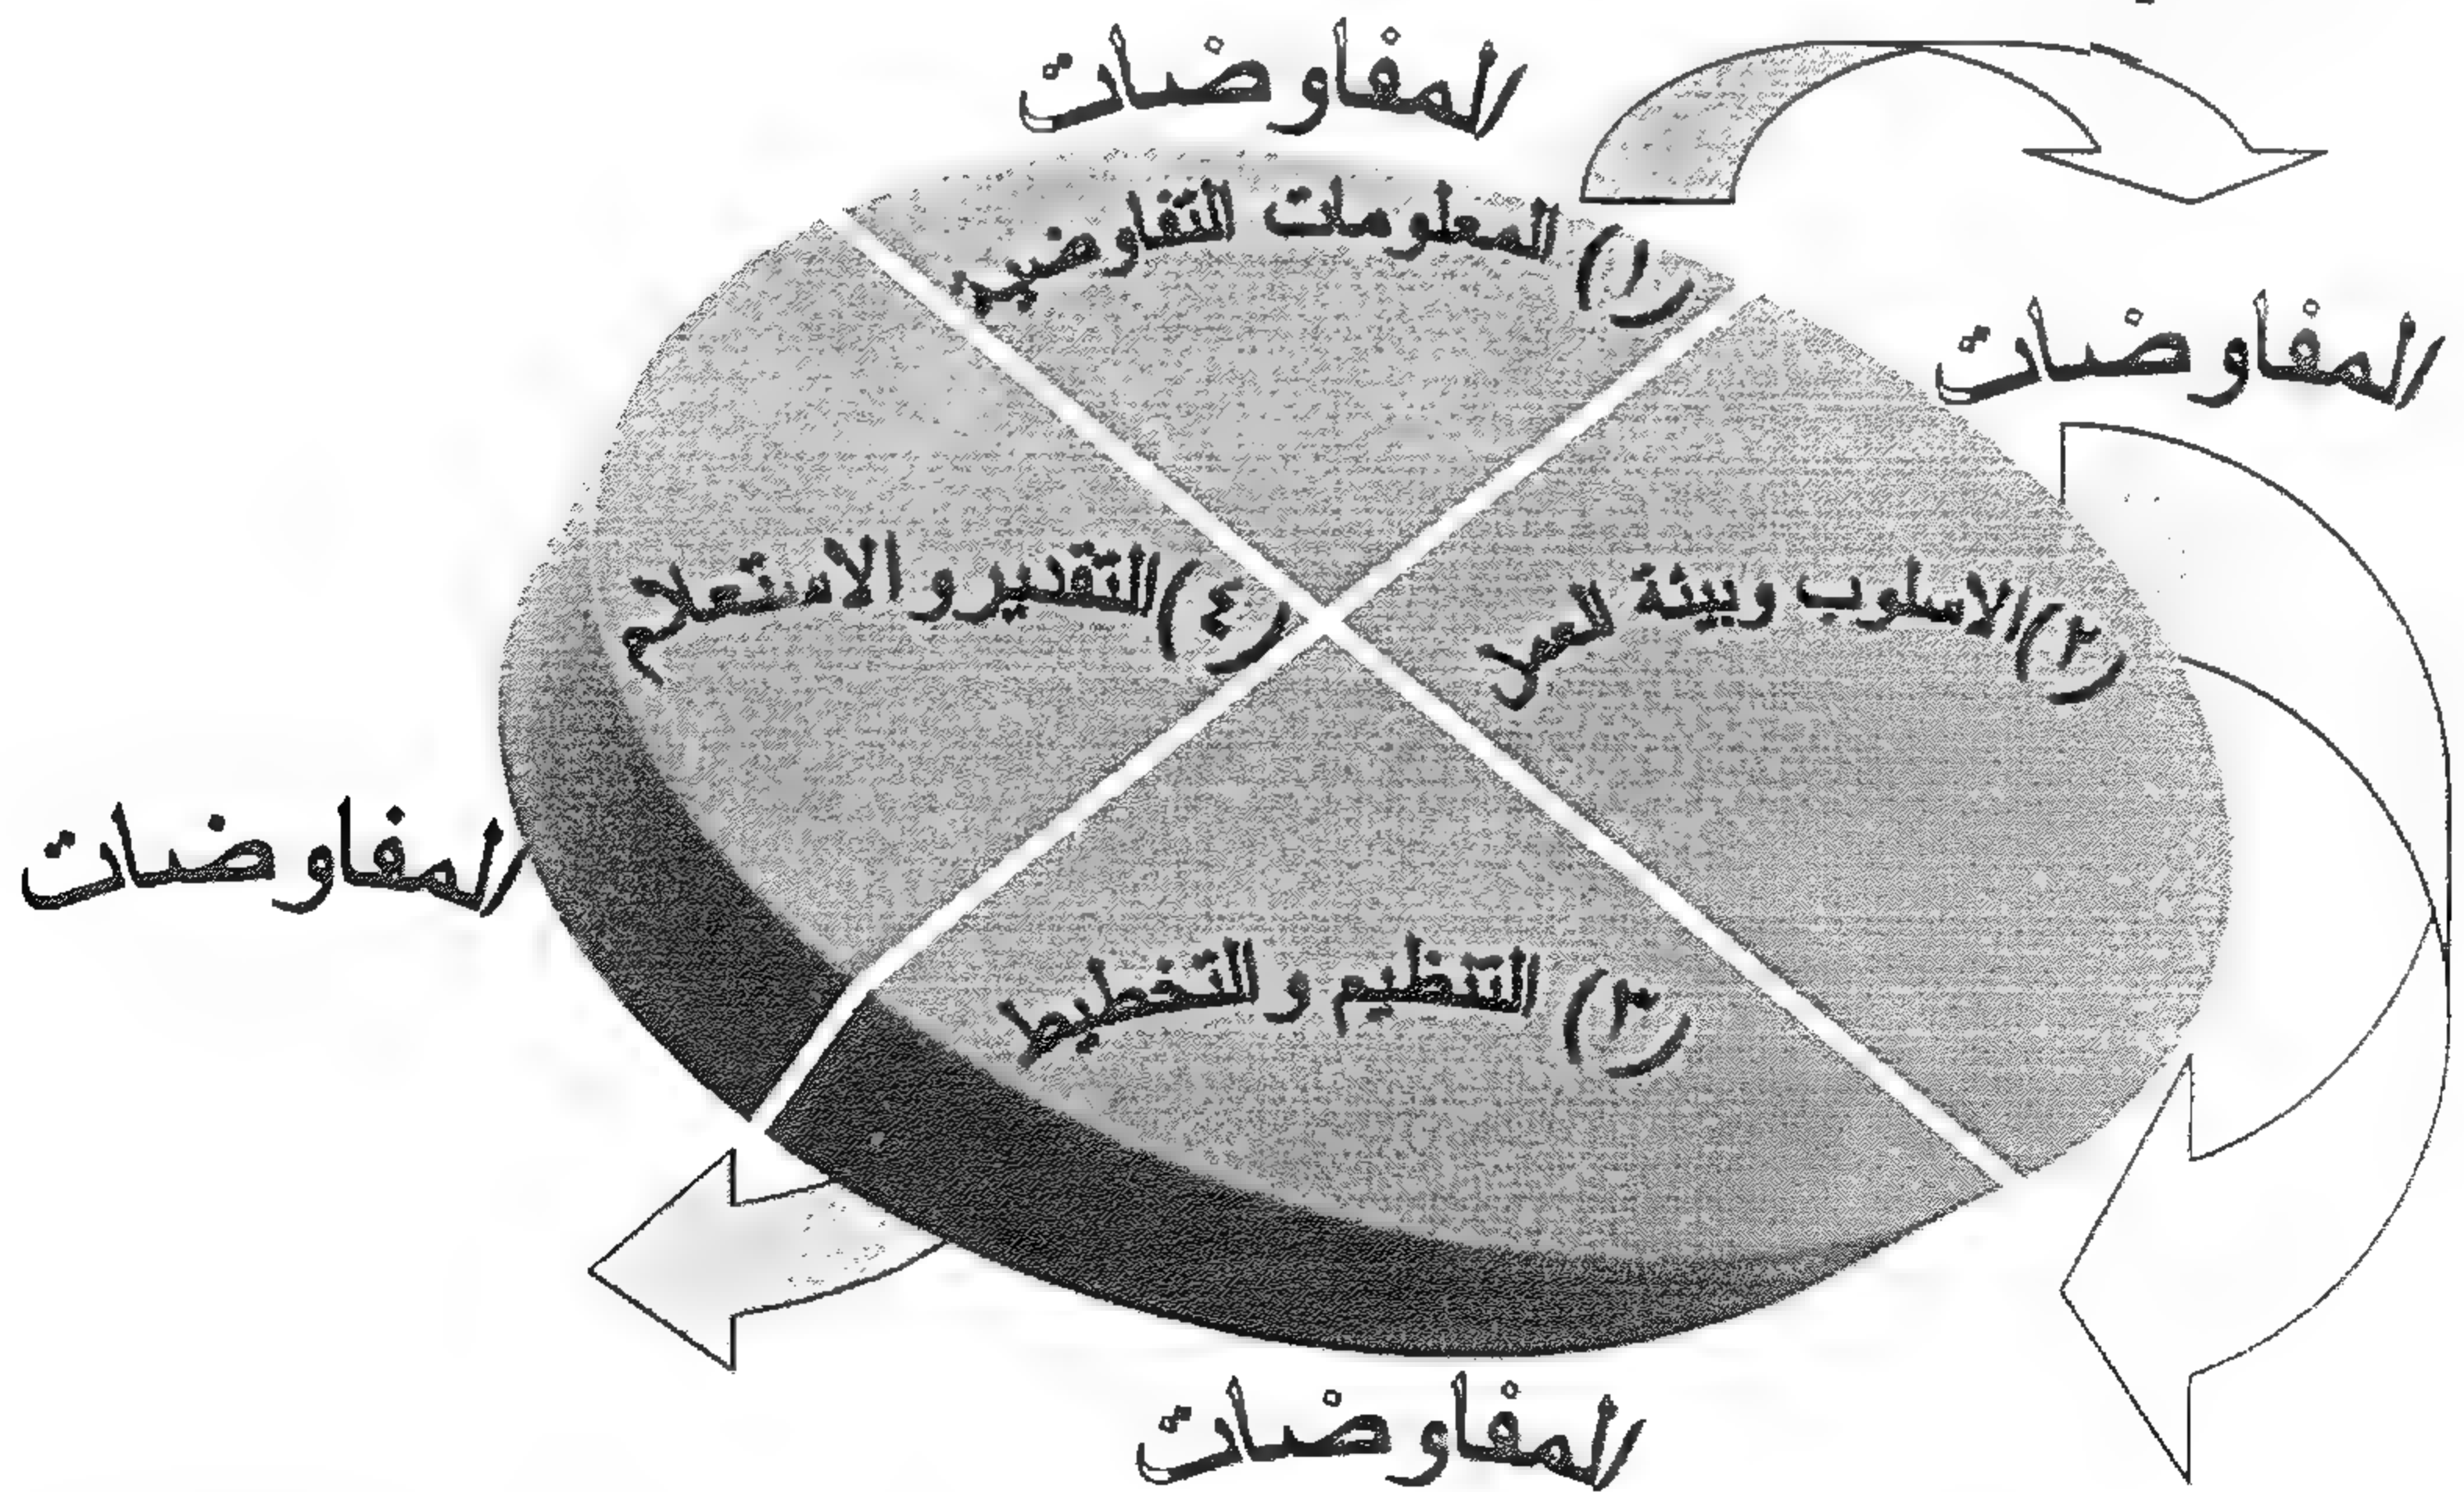 المفاوضات
(١) المعلومات التفاوضية
المفاوضات
(٢) الاسلوب وبيئة العمل
(٣) التنظيم و التخطيط
المفاوضات
(٤) التقدير و الاستعلام
المفاوضات